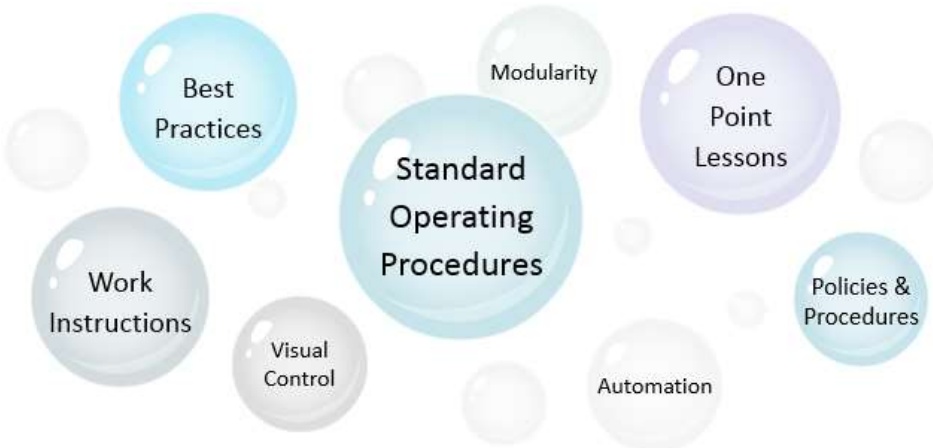 Best
Practices
Modularity
One
Point
Lessons
Standard
Operating
Procedures
Work
Instructions
Visual
Control
Automation
Policies &
Procedures